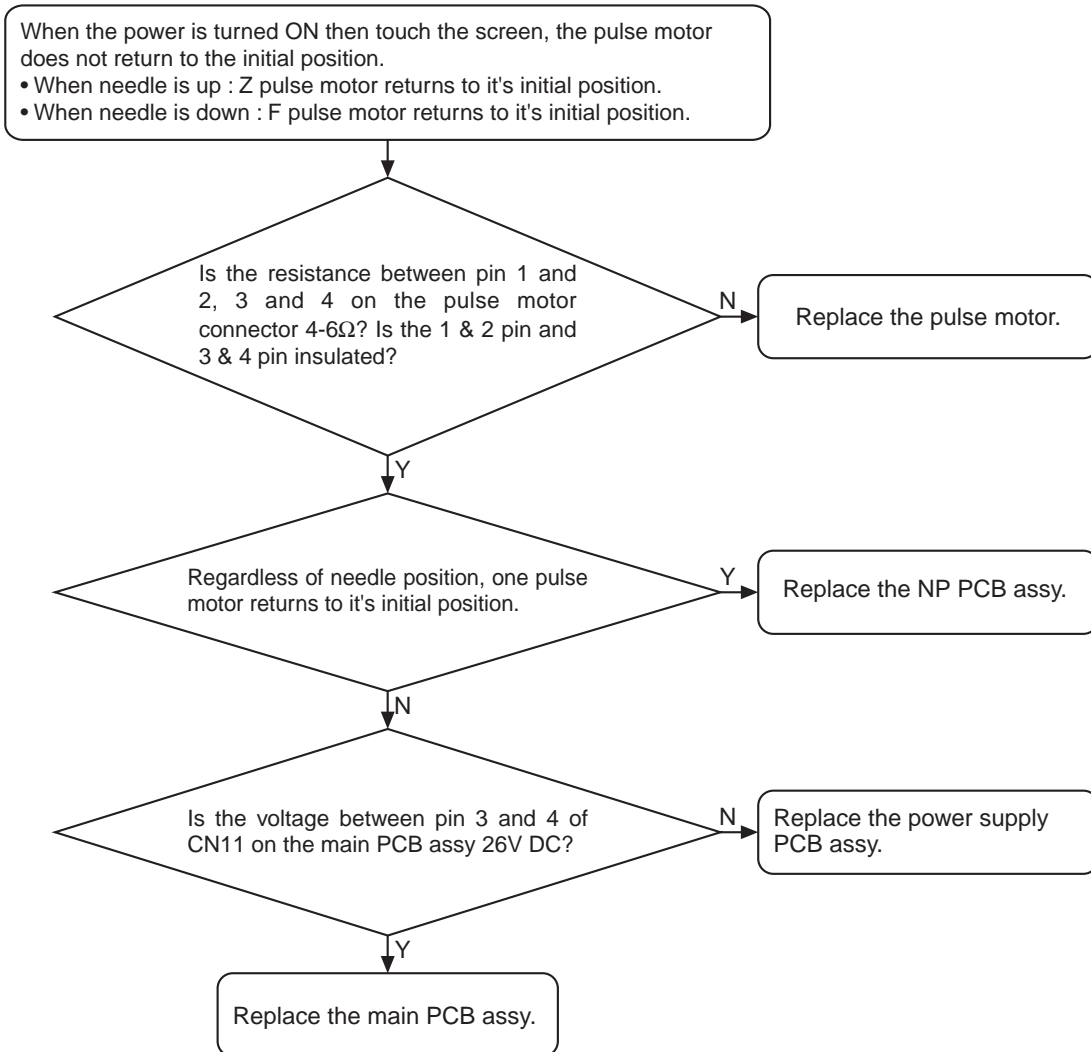 When the power is turned ON then touch the screen, the pulse motor
does not return to the initial position.
• When needle is up : Z pulse motor returns to it's initial position.
• When needle is down : F pulse motor returns to it's initial position.
Is the resistance between pin 1 and
2, 3 and 4 on the pulse motor
connector 4-6Ω? Is the 1 & 2 pin and
3 & 4 pin insulated?
N
Replace the pulse motor.
Y
Regardless of needle position, one pulse
motor returns to it's initial position.
Y
Replace the NP PCB assy.
N
Is the voltage between pin 3 and 4 of
CN11 on the main PCB assy 26V DC?
N
Replace the power supply
PCB assy.
Y
Replace the main PCB assy.